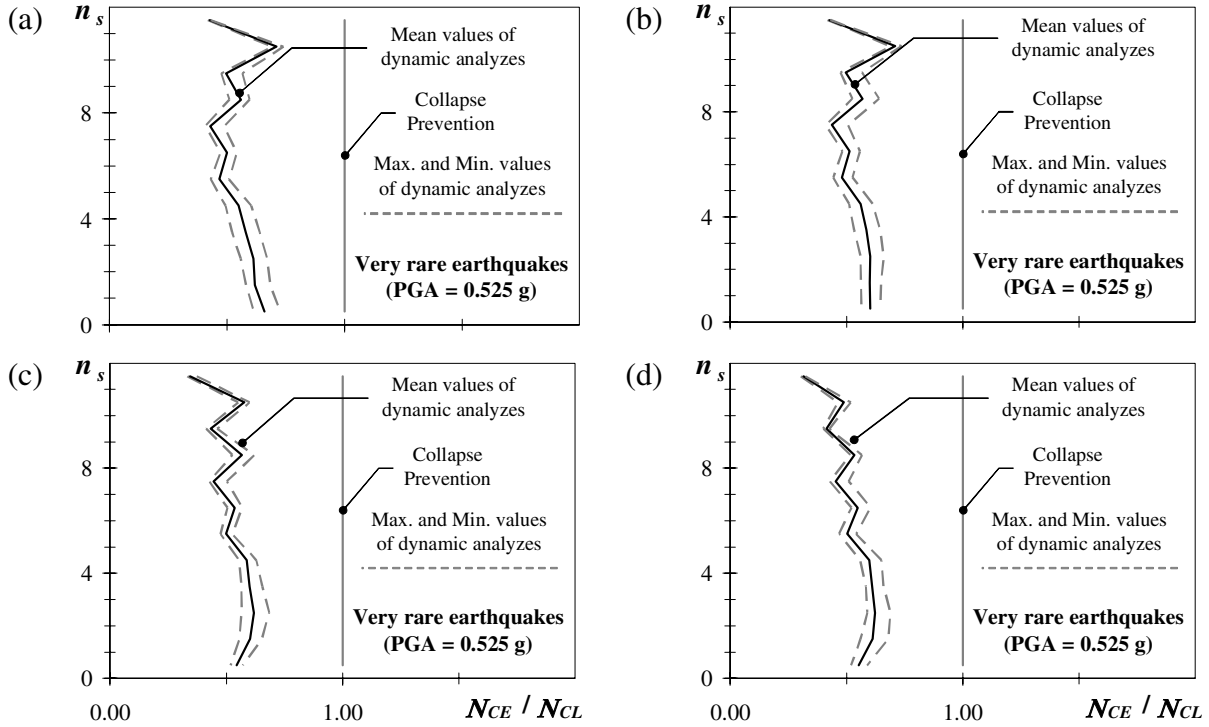 (a)
n s
8
4
0
Mean values of
dynamic analyzes
Collapse
Prevention
Max. and Min. values
of dynamic analyzes
Very rare earthquakes
(PGA = 0.525 g)
(b)
n s
8
4
0
Mean values of
dynamic analyzes
Collapse
Prevention
Max. and Min. values
of dynamic analyzes
Very rare earthquakes
(PGA = 0.525 g)
(c)
n s
8
4
0
Mean values of
dynamic analyzes
Collapse
Prevention
Max. and Min. values
of dynamic analyzes
Very rare earthquakes
(PGA = 0.525 g)
0.00
1.00
NCE / NCL
(d)
n s
8
4
0
Mean values of
dynamic analyzes
Collapse
Prevention
Max. and Min. values
of dynamic analyzes
Very rare earthquakes
(PGA = 0.525 g)
0.00
1.00
NCE / NCL